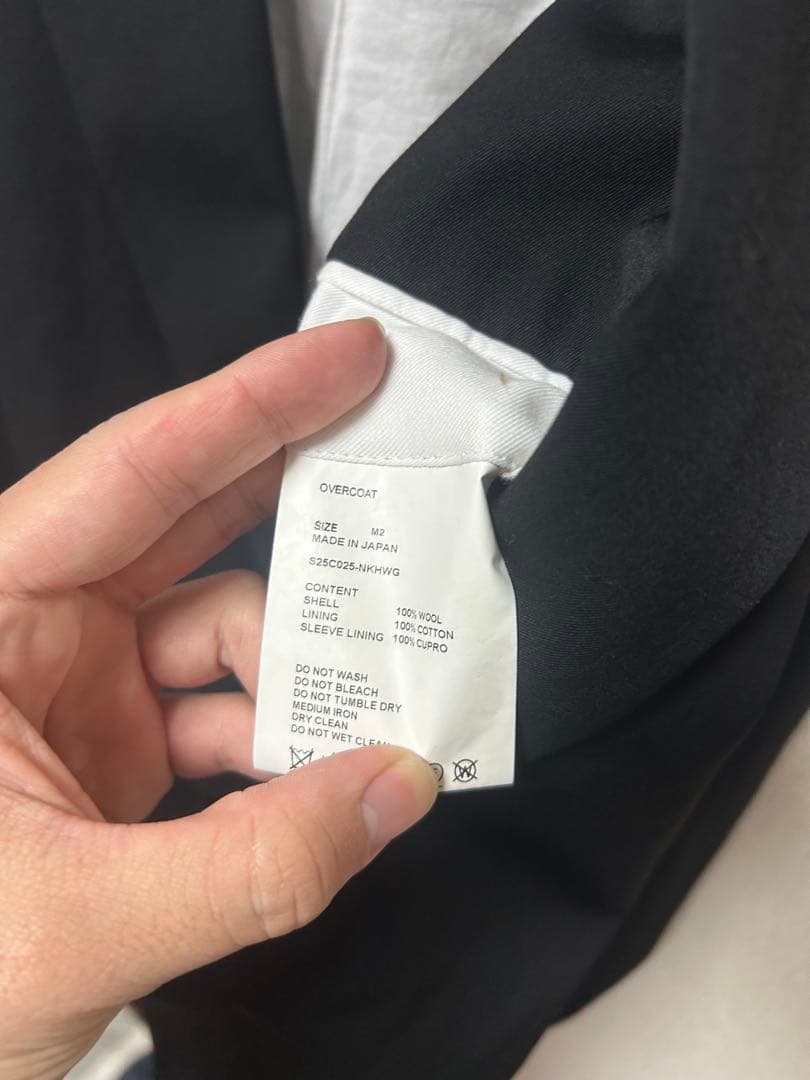 OVERCOAT
SIZE M2
MADE IN JAPAN
S25C025-NKHWG
CONTENT
SHELL 100% WOOL
LINING 100% COTTON
SLEEVE LINING 100% CUPRO
DO NOT WASH
DO NOT BLEACH
DO NOT TUMBLE DRY
MEDIUM IRON
DRY CLEAN
DO NOT WET CLEAN
W